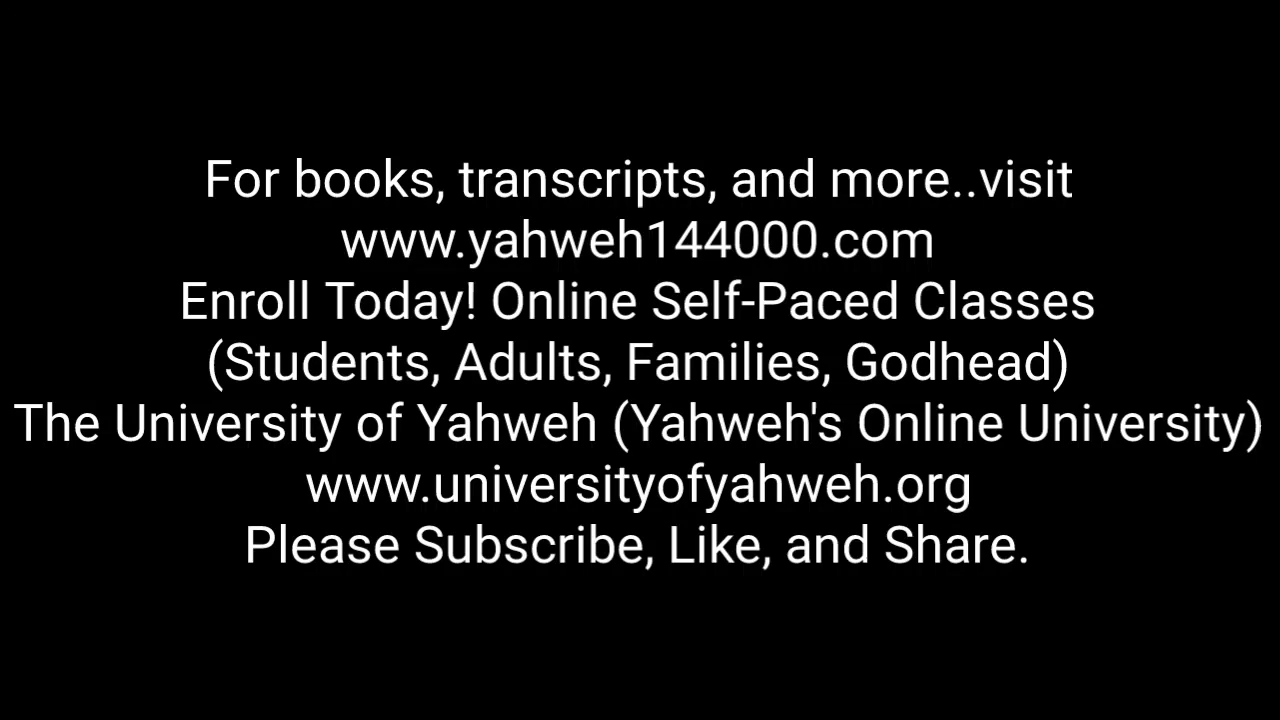 For books, transcripts, and more..visit
www.yahweh144000.com
Enroll Today! Online Self-Paced Classes
(Students, Adults, Families, Godhead)
The University of Yahweh (Yahweh's Online University)
www.universityofyahweh.org
Please Subscribe, Like, and Share.